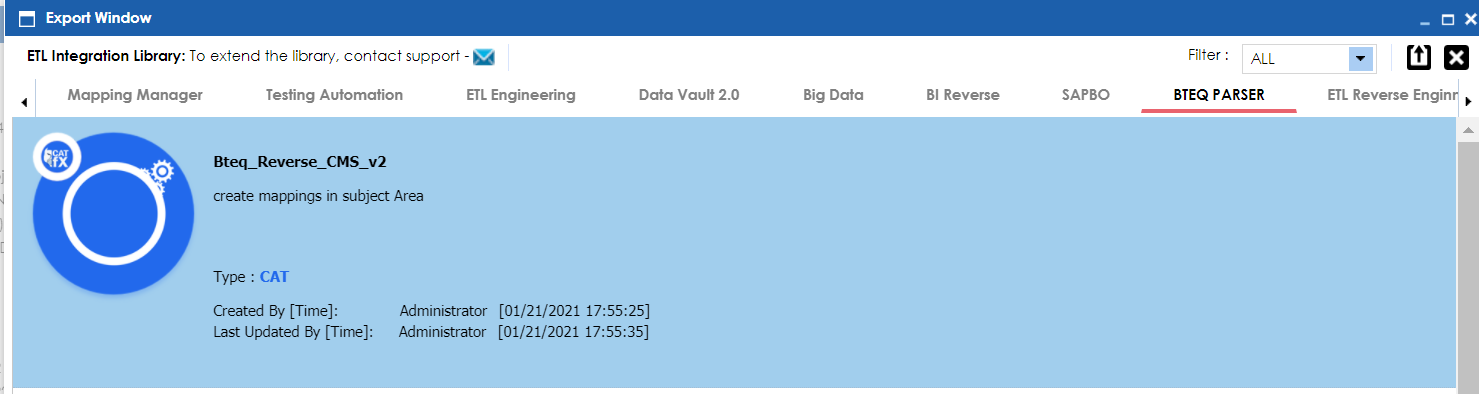 Export Window
ETL Integration Library: To extend the library, contact support -
Filter : ALL
Mapping Manager Testing Automation ETL Engineering Data Vault 2.0 Big Data BI Reverse SAPBO BTEQ PARSER ETL Reverse Enginr
CAT
fX
Bteq_Reverse_CMS_v2
create mappings in subject Area
Type : CAT
Created By [Time]: Administrator [01/21/2021 17:55:25]
Last Updated By [Time]: Administrator [01/21/2021 17:55:35]